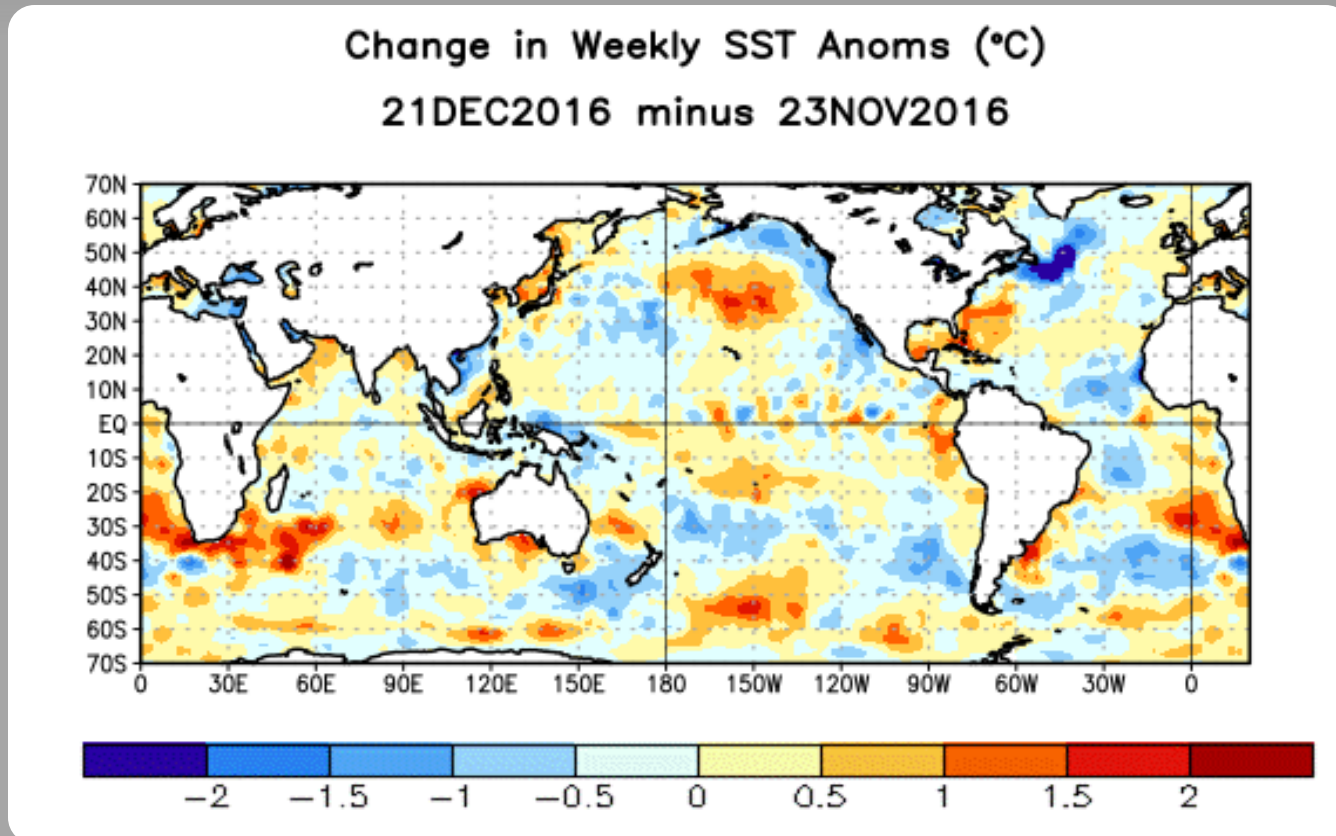 Change in Weekly SST Anoms (°C)
21DEC2016 minus 23NOV2016
70N
60N
50N
40N
30N
20N
10N
EQ
10S
20S
30S
40S
50S
60S
70S
0 30E 60E 90E 120E 150E 180 150W 120W 90W 60W 30W 0
−2 −1.5 −1 −0.5 0 0.5 1 1.5 2